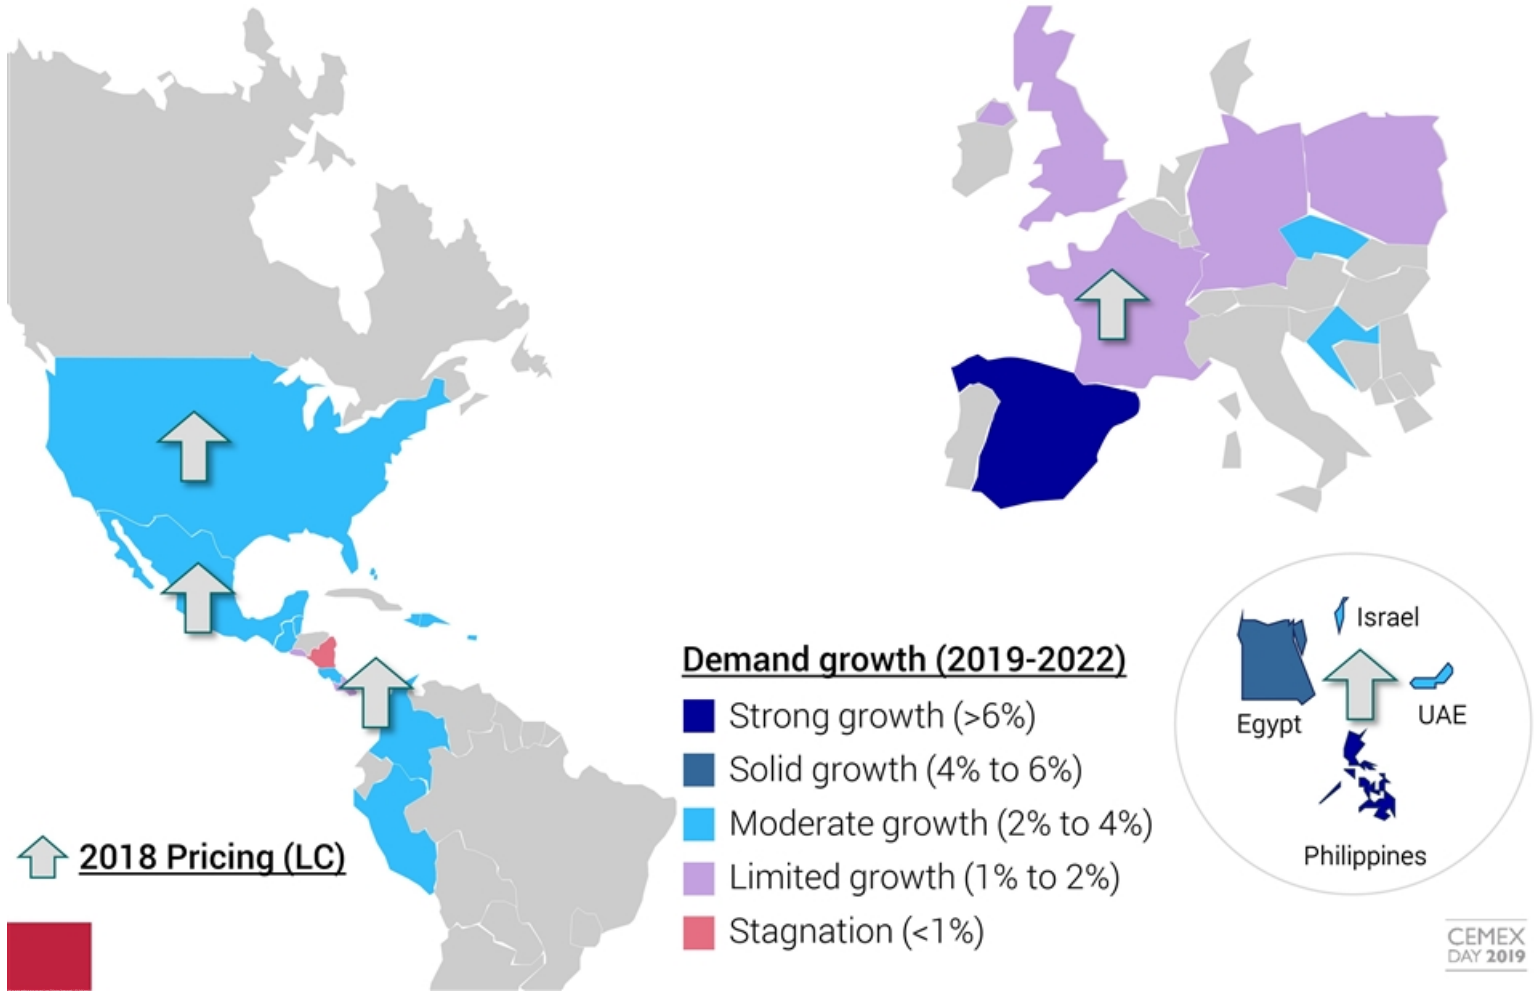 Demand growth (2019-2022)
Strong growth (>6%)
Solid growth (4% to 6%)
Moderate growth (2% to 4%)
Limited growth (1% to 2%)
Stagnation (<1%)
2018 Pricing (LC)
Israel
Egypt
UAE
Philippines
CEMEX
DAY 2019